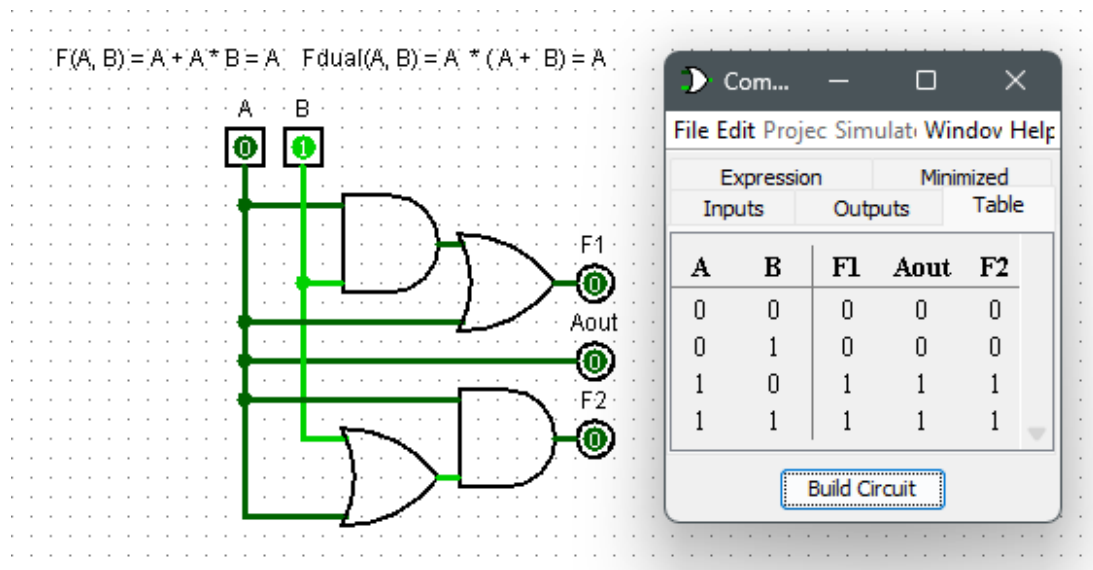 F(A, B) = A + A * B = A   Fdual(A, B) = A * ( A + B) = A
A B
0 1
F1
0
Aout
0
F2
0
Com...
File Edit Projec Simulat Windov Help
Expression Minimized
Inputs Outputs Table
A B F1 Aout F2
0 0 0 0 0
0 1 0 0 0
1 0 1 1 1
1 1 1 1 1
Build Circuit